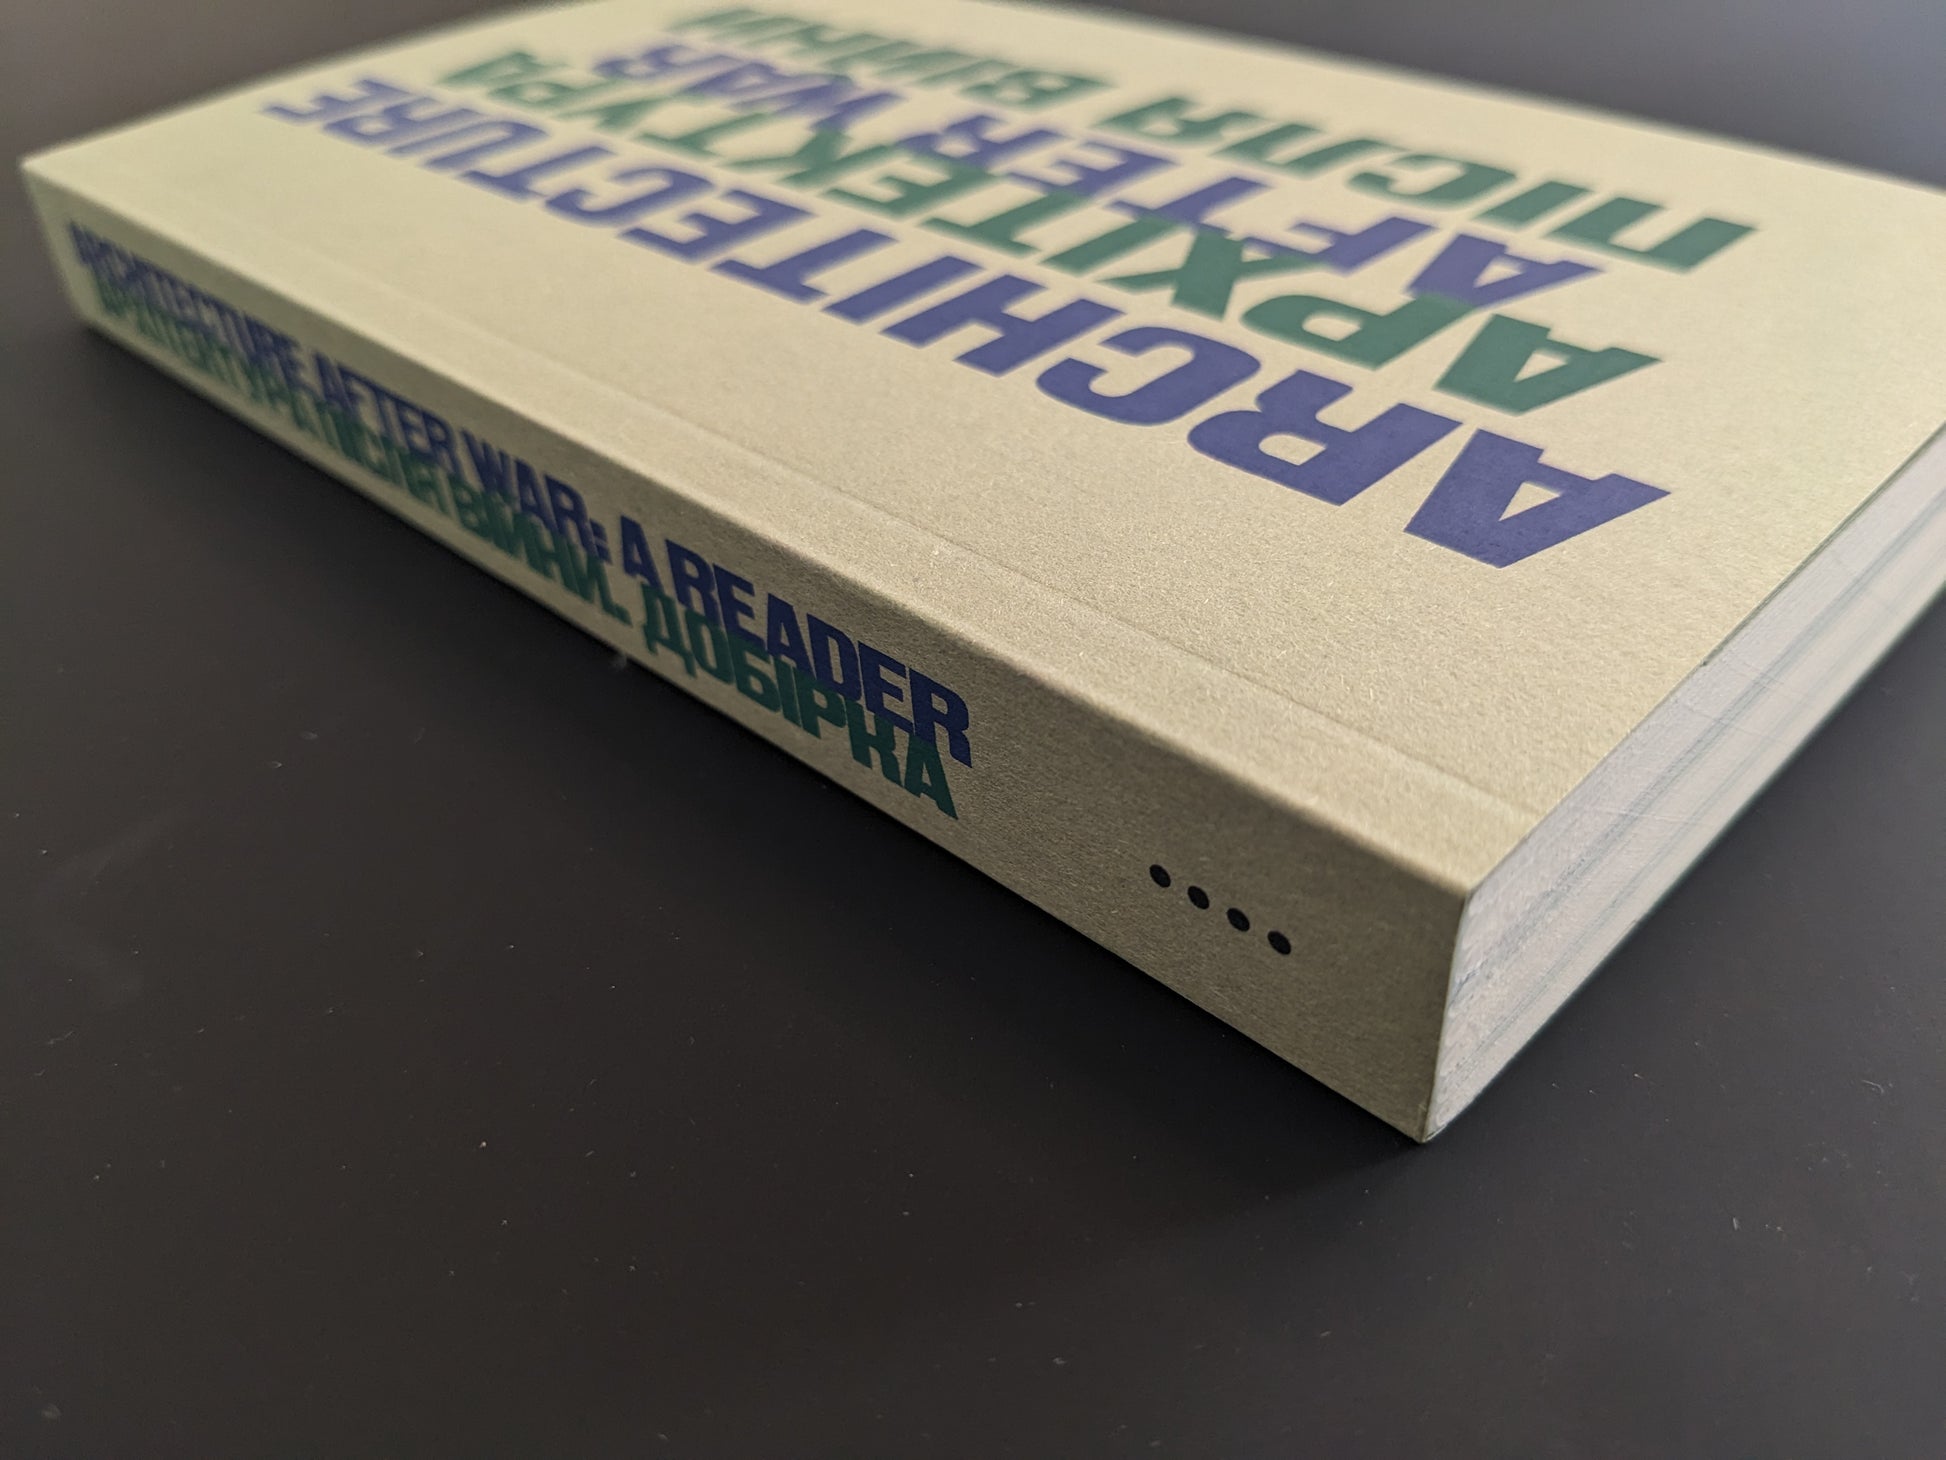 ARCHITECTURE
АРХІТЕКТУРА
AFTER WAR
ПІСЛЯ ВІЙНИ
ARCHITECTURE AFTER WAR: A READER
АРХІТЕКТУРА ПІСЛЯ ВІЙНИ. ДОБІРКА